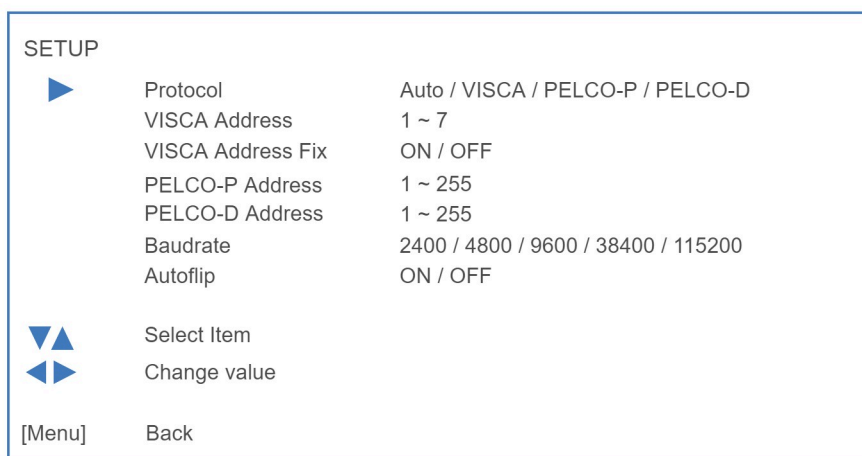 SETUP
Protocol Auto / VISCA / PELCO-P / PELCO-D
VISCA Address 1 ~ 7
VISCA Address Fix ON / OFF
PELCO-P Address 1 ~ 255
PELCO-D Address 1 ~ 255
Baudrate 2400 / 4800 / 9600 / 38400 / 115200
Autoflip ON / OFF
Select Item
Change value
[Menu] Back